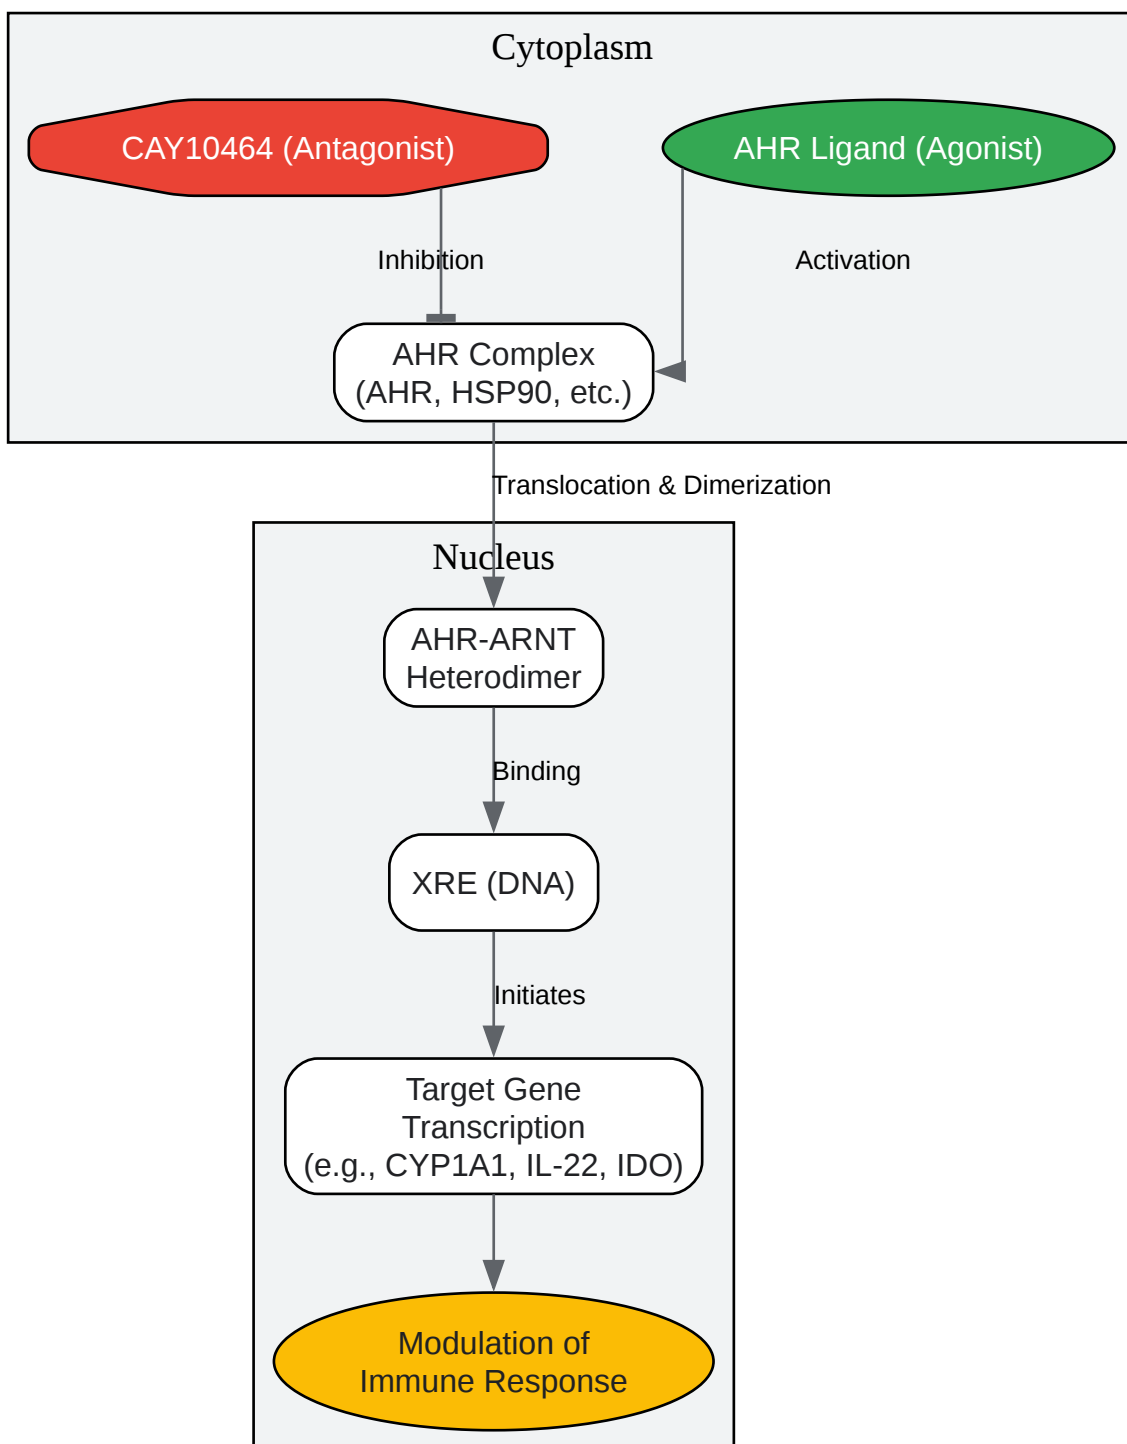 Cytoplasm
CAY10464 (Antagonist)
AHR Ligand (Agonist)
Inhibition
Activation
AHR Complex
(AHR, HSP90, etc.)
Translocation & Dimerization
Nucleus
AHR-ARNT
Heterodimer
Binding
XRE (DNA)
Initiates
Target Gene
Transcription
(e.g., CYP1A1, IL-22, IDO)
Modulation of
Immune Response